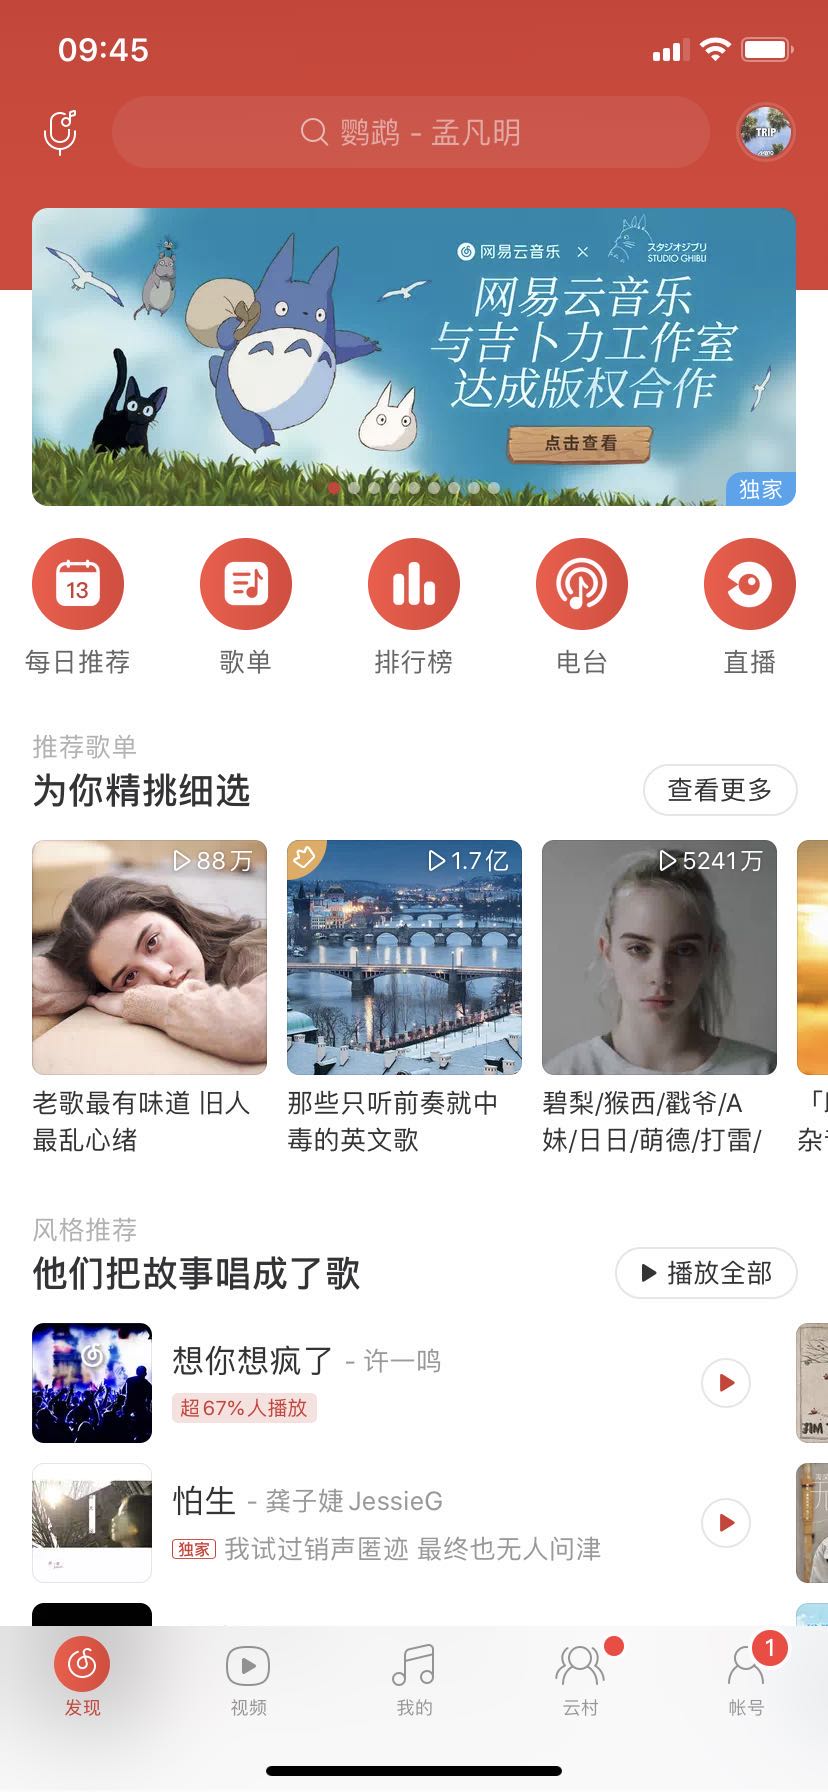 09:45
鹦鹉 - 孟凡明
TRIP
网易云音乐 × スタジオジブリ
STUDIO GHIBLI
网易云音乐
与吉卜力工作室
达成版权合作
点击查看
独家
13
每日推荐 歌单 排行榜 电台 直播
推荐歌单
为你精挑细选 查看更多
88万 1.7亿 5241万
老歌最有味道 旧人
最乱心绪
那些只听前奏就中
毒的英文歌
碧梨/猴西/戳爷/A
妹/日日/萌德/打雷/
风格推荐
他们把故事唱成了歌 播放全部
想你想疯了 - 许一鸣
超67%人播放
怕生 - 龚子婕JessieG
独家 我试过销声匿迹 最终也无人问津
1
发现 视频 我的 云村 帐号